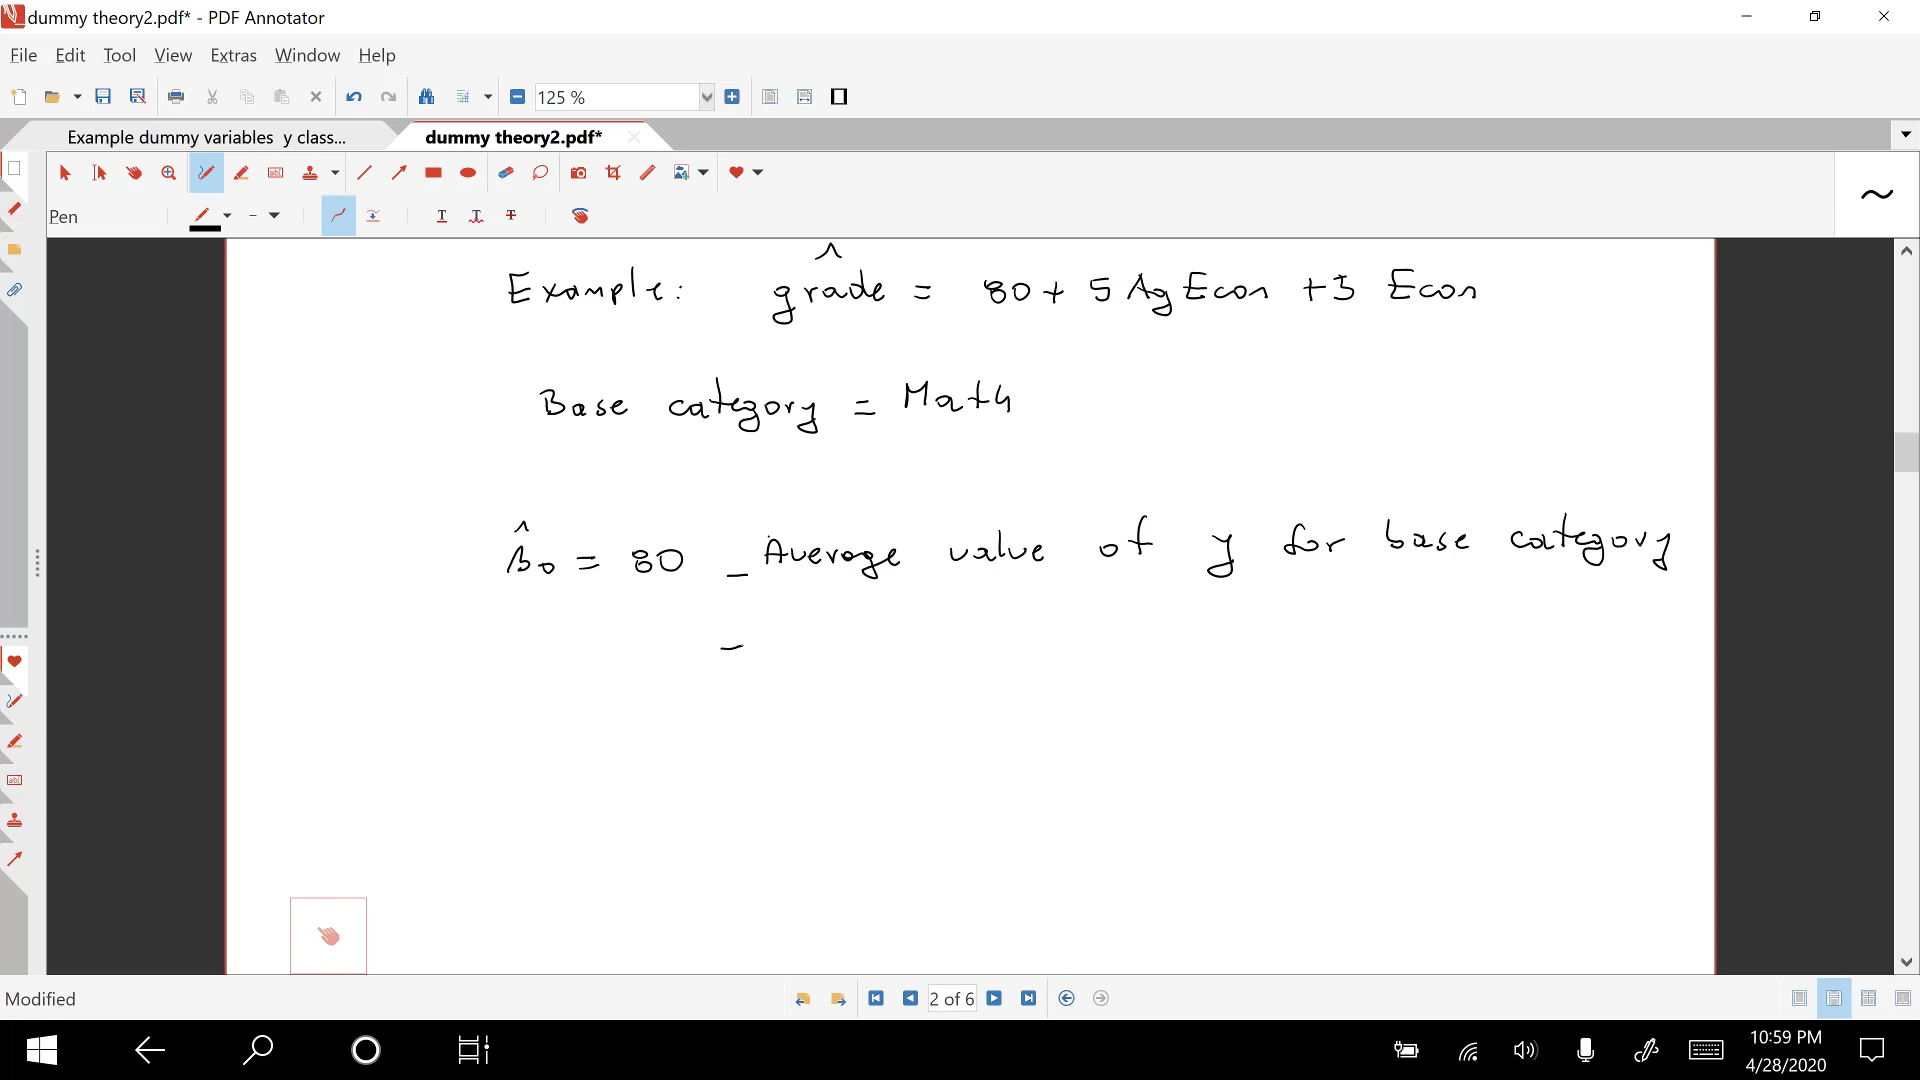 dummy theory2.pdf* - PDF Annotator
File Edit Tool View Extras Window Help
125 %
Example dummy variables y class...
dummy theory2.pdf*
Pen
Example: gradê = 80 + 5 AgEcon + 3 Econ
Base category = Math
β̂₀ = 80 _ Average value of y for base category
–
Modified
2 of 6
10:59 PM
4/28/2020